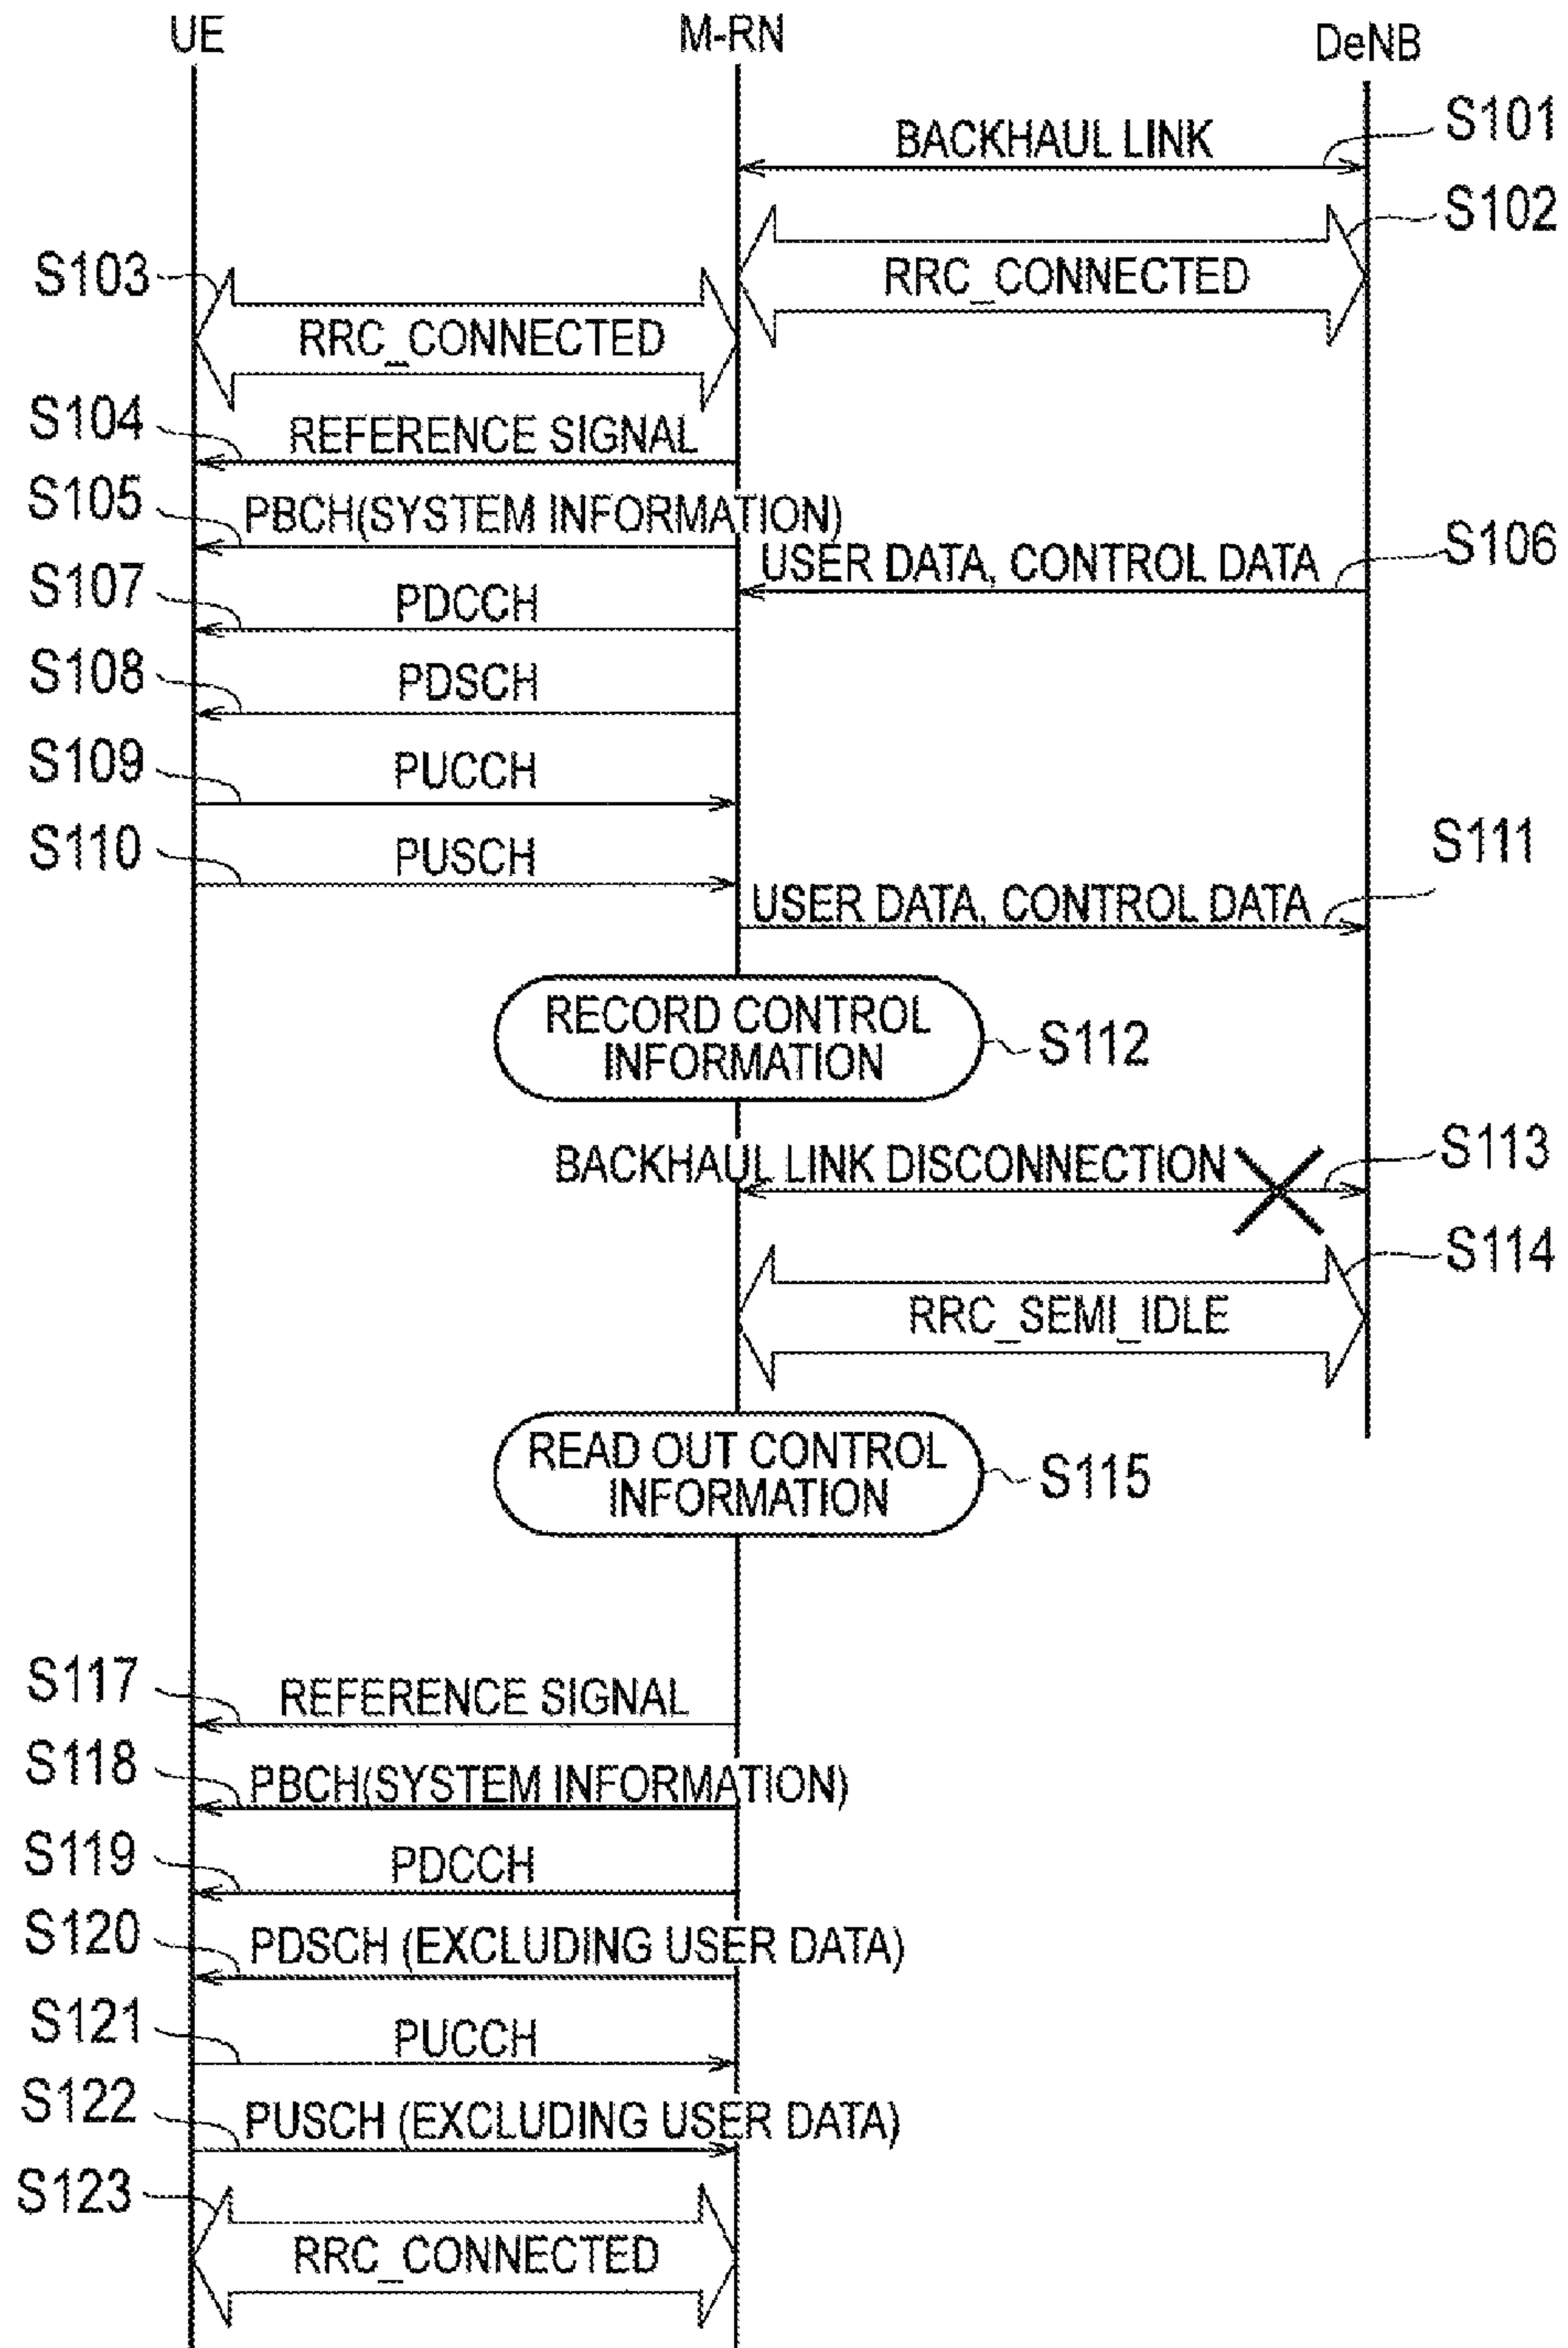 UE
M-RN
DeNB
S101
BACKHAUL LINK
S102
RRC_CONNECTED
S103
RRC_CONNECTED
S104
REFERENCE SIGNAL
S105
PBCH(SYSTEM INFORMATION)
S106
USER DATA, CONTROL DATA
S107
PDCCH
S108
PDSCH
S109
PUCCH
S110
PUSCH
S111
USER DATA, CONTROL DATA
RECORD CONTROL
INFORMATION
S112
BACKHAUL LINK DISCONNECTION
S113
S114
RRC_SEMI_IDLE
READ OUT CONTROL
INFORMATION
S115
S117
REFERENCE SIGNAL
S118
PBCH(SYSTEM INFORMATION)
S119
PDCCH
S120
PDSCH (EXCLUDING USER DATA)
S121
PUCCH
S122
PUSCH (EXCLUDING USER DATA)
S123
RRC_CONNECTED